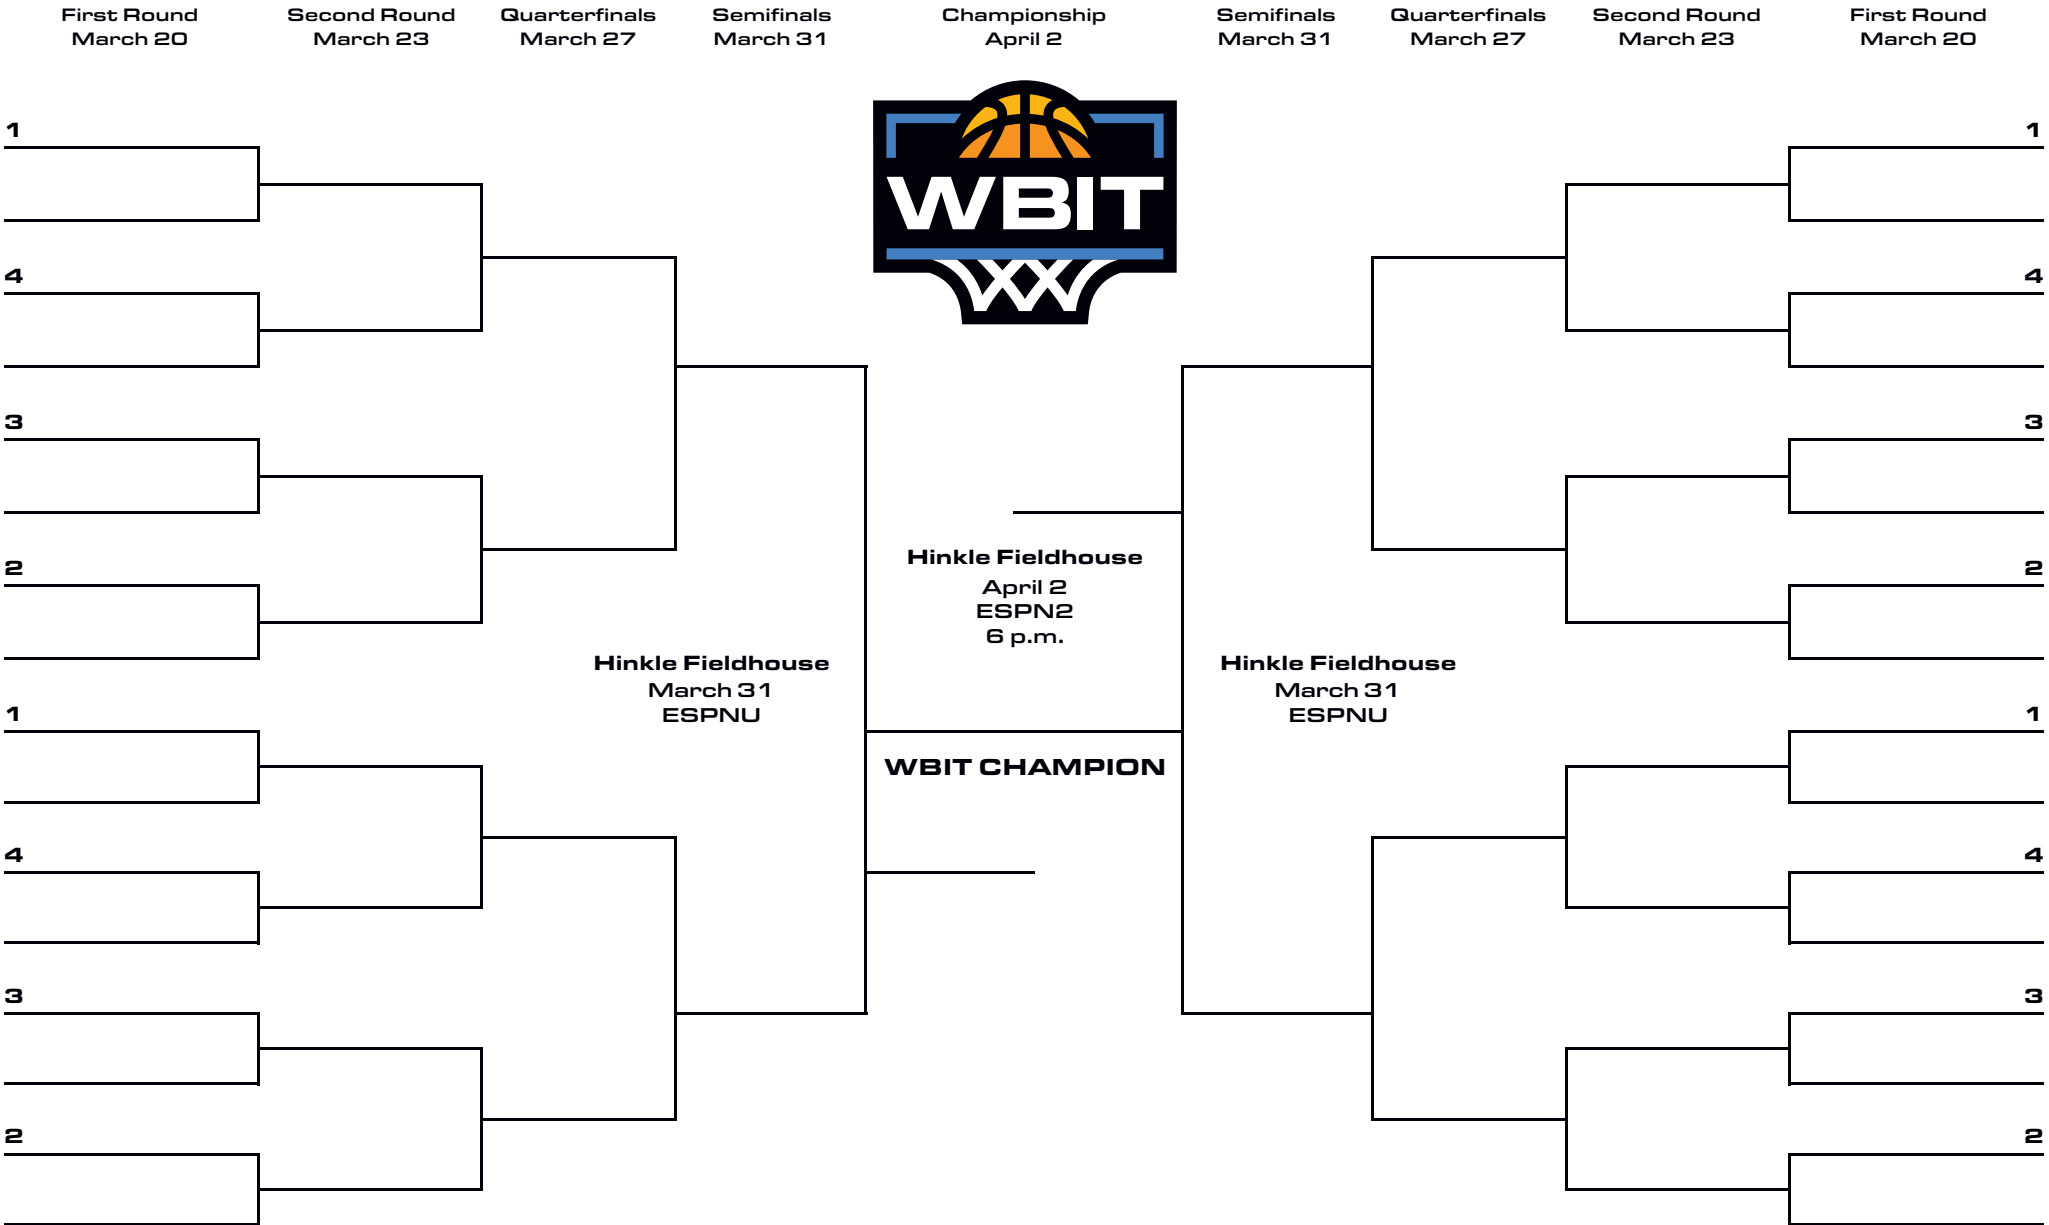 First Round
March 20
Second Round
March 23
Quarterfinals
March 27
Semifinals
March 31
Championship
April 2
Semifinals
March 31
Quarterfinals
March 27
Second Round
March 23
First Round
March 20
WBIT
1
4
3
2
1
4
3
2
Hinkle Fieldhouse
March 31
ESPNU
Hinkle Fieldhouse
April 2
ESPN2
6 p.m.
WBIT CHAMPION
Hinkle Fieldhouse
March 31
ESPNU
1
4
3
2
1
4
3
2